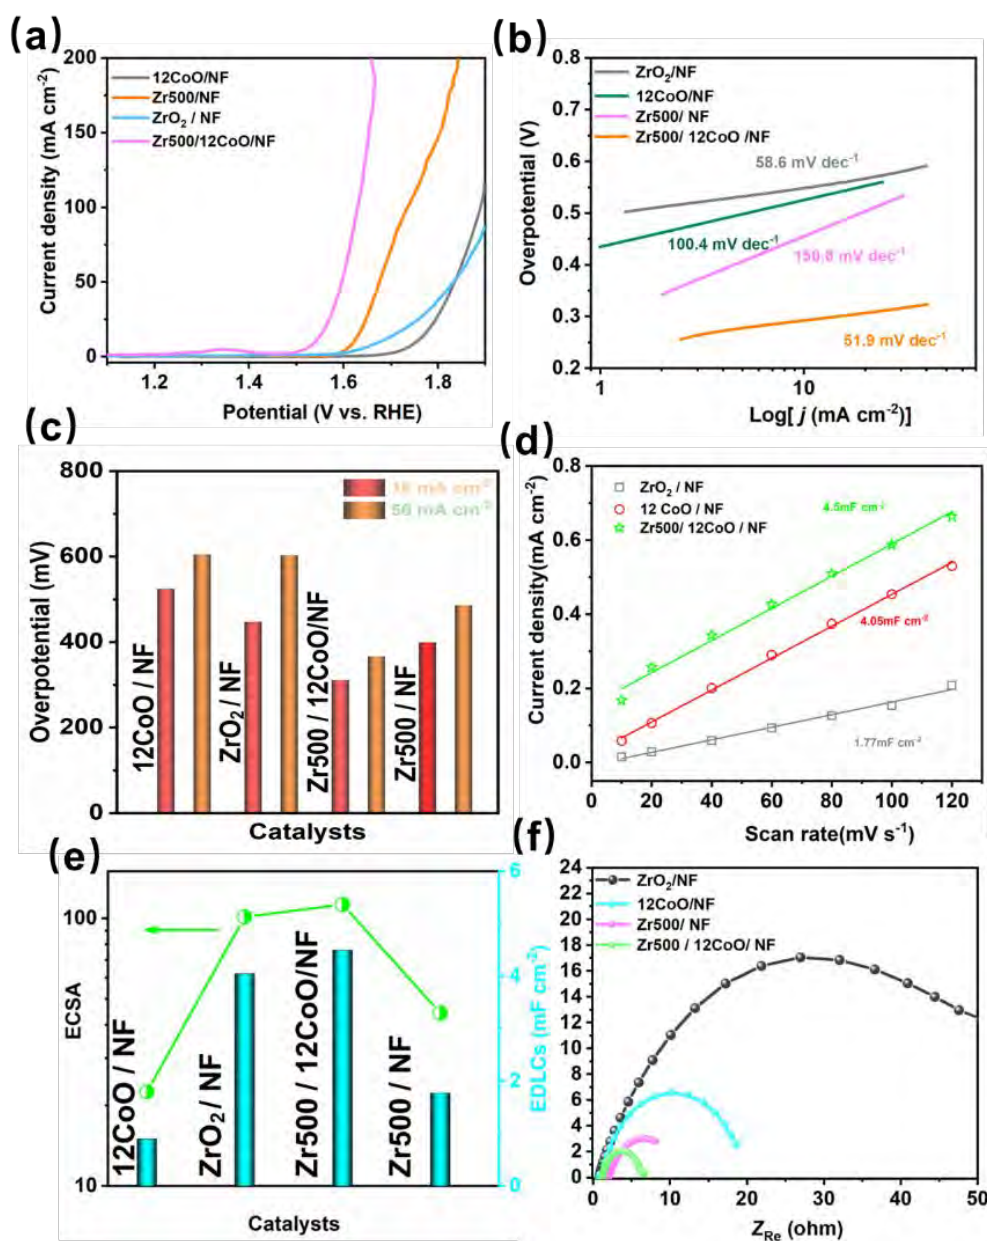 (a)
200
150
100
50
0
1.2
1.4
1.6
1.8
Current density (mA cm⁻²)
Potential (V vs. RHE)
12CoO/NF
Zr500/NF
ZrO₂ / NF
Zr500/12CoO/NF
(b)
0.8
0.7
0.6
0.5
0.4
0.3
0.2
1
10
Overpotential (V)
Log[ j (mA cm⁻²)]
ZrO₂/NF
12CoO/NF
Zr500/ NF
Zr500/ 12CoO /NF
58.6 mV dec⁻¹
100.4 mV dec⁻¹
150.8 mV dec⁻¹
51.9 mV dec⁻¹
(c)
800
600
400
200
0
Overpotential (mV)
Catalysts
mA cm⁻²
mA cm⁻²
12CoO / NF
ZrO₂ / NF
Zr500 / 12CoO/NF
Zr500 / NF
(d)
0.8
0.6
0.4
0.2
0.0
0
20
40
60
80
100
120
Current density(mA cm⁻²)
Scan rate(mV s⁻¹)
ZrO₂ / NF
12 CoO / NF
Zr500/ 12CoO / NF
4.5mF cm⁻²
4.05mF cm⁻²
1.77mF cm⁻²
(e)
100
10
ECSA
6
4
2
0
EDLCs (mF cm⁻²)
Catalysts
12CoO / NF
ZrO₂ / NF
Zr500 / 12CoO/NF
Zr500 / NF
(f)
24
22
20
18
16
14
12
10
8
6
4
2
0
0
10
20
30
40
50
Z_Re (ohm)
ZrO₂/NF
12CoO/NF
Zr500/ NF
Zr500 / 12CoO/ NF